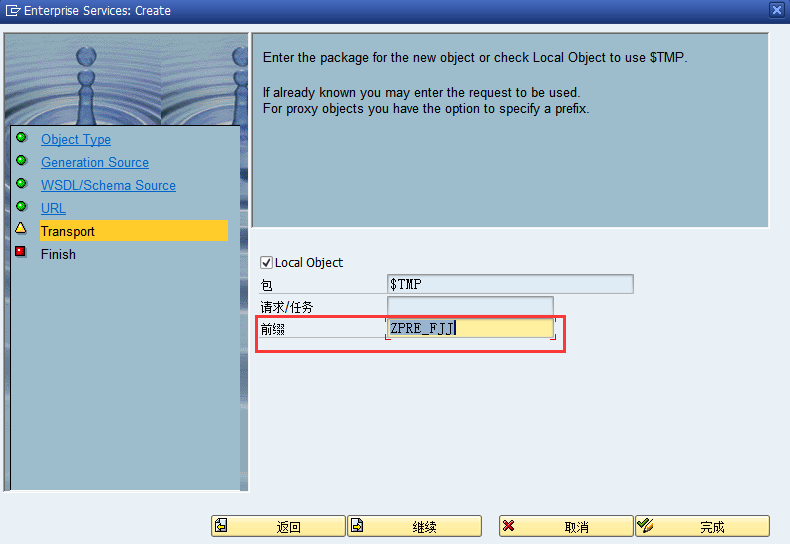 Enterprise Services: Create
Enter the package for the new object or check Local Object to use $TMP.
If already known you may enter the request to be used.
For proxy objects you have the option to specify a prefix.
Object Type
Generation Source
WSDL/Schema Source
URL
Transport
Finish
Local Object
包 $TMP
请求/任务
前缀 ZPRE_FJJ
返回 继续 取消 完成